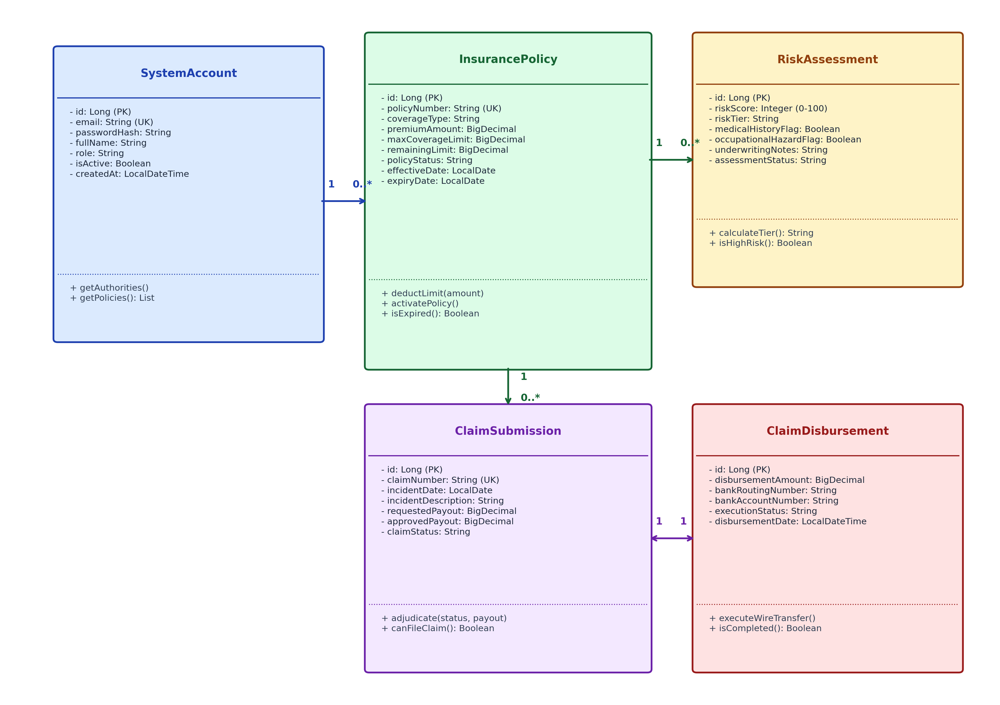 SystemAccount
- id: Long (PK)
- email: String (UK)
- passwordHash: String
- fullName: String
- role: String
- isActive: Boolean
- createdAt: LocalDateTime
+ getAuthorities()
+ getPolicies(): List
1 0..*
InsurancePolicy
- id: Long (PK)
- policyNumber: String (UK)
- coverageType: String
- premiumAmount: BigDecimal
- maxCoverageLimit: BigDecimal
- remainingLimit: BigDecimal
- policyStatus: String
- effectiveDate: LocalDate
- expiryDate: LocalDate
+ deductLimit(amount)
+ activatePolicy()
+ isExpired(): Boolean
1 0..*
RiskAssessment
- id: Long (PK)
- riskScore: Integer (0-100)
- riskTier: String
- medicalHistoryFlag: Boolean
- occupationalHazardFlag: Boolean
- underwritingNotes: String
- assessmentStatus: String
+ calculateTier(): String
+ isHighRisk(): Boolean
1
0..*
ClaimSubmission
- id: Long (PK)
- claimNumber: String (UK)
- incidentDate: LocalDate
- incidentDescription: String
- requestedPayout: BigDecimal
- approvedPayout: BigDecimal
- claimStatus: String
+ adjudicate(status, payout)
+ canFileClaim(): Boolean
1 1
ClaimDisbursement
- id: Long (PK)
- disbursementAmount: BigDecimal
- bankRoutingNumber: String
- bankAccountNumber: String
- executionStatus: String
- disbursementDate: LocalDateTime
+ executeWireTransfer()
+ isCompleted(): Boolean